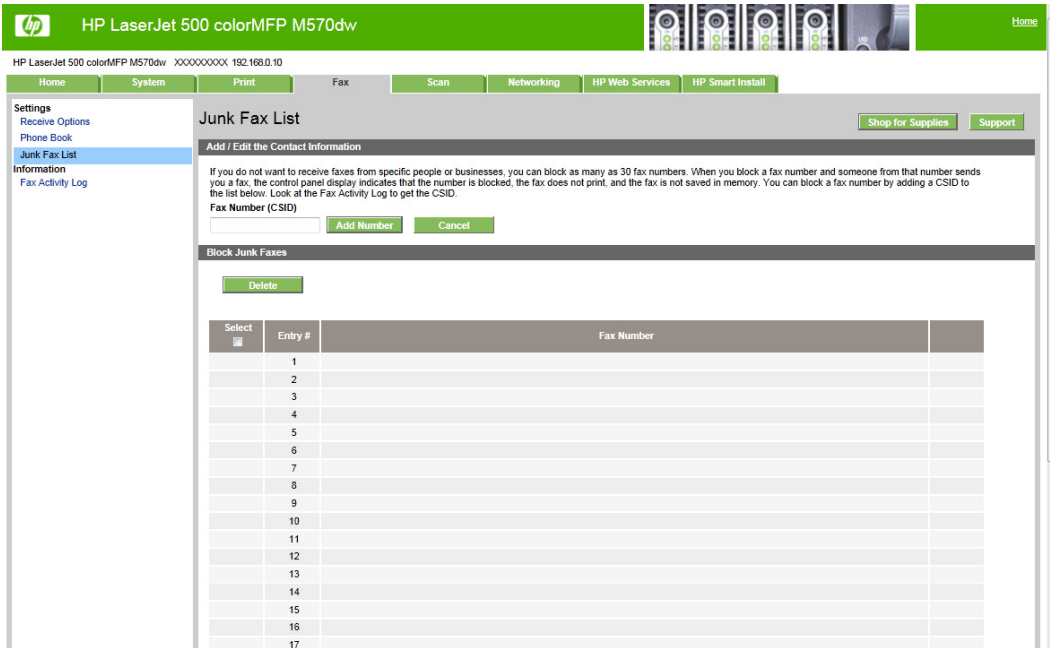 hp
HP LaserJet 500 colorMFP M570dw
Home
HP LaserJet 500 colorMFP M570dw XXXXXXXXX 192.168.0.10
Home System Print Fax Scan Networking HP Web Services HP Smart Install
Settings
Receive Options
Phone Book
Junk Fax List
Information
Fax Activity Log
Junk Fax List
Shop for Supplies Support
Add / Edit the Contact Information
If you do not want to receive faxes from specific people or businesses, you can block as many as 30 fax numbers. When you block a fax number and someone from that number sends
you a fax, the control panel display indicates that the number is blocked, the fax does not print, and the fax is not saved in memory. You can block a fax number by adding a CSID to
the list below. Look at the Fax Activity Log to get the CSID.
Fax Number (CSID)
Add Number Cancel
Block Junk Faxes
Delete
Select Entry # Fax Number
1
2
3
4
5
6
7
8
9
10
11
12
13
14
15
16
17